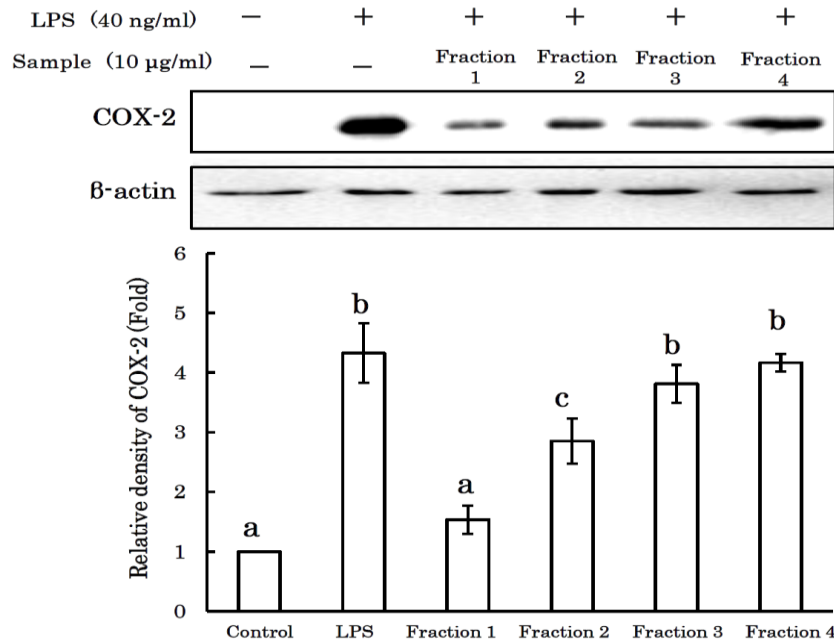 LPS (40 ng/ml) − + + + + +
Sample (10 µg/ml) − − Fraction 1 Fraction 2 Fraction 3 Fraction 4
COX-2
ß-actin
Relative density of COX-2 (Fold)
6
5
4
3
2
1
0
a
b
a
c
b
b
Control LPS Fraction 1 Fraction 2 Fraction 3 Fraction 4